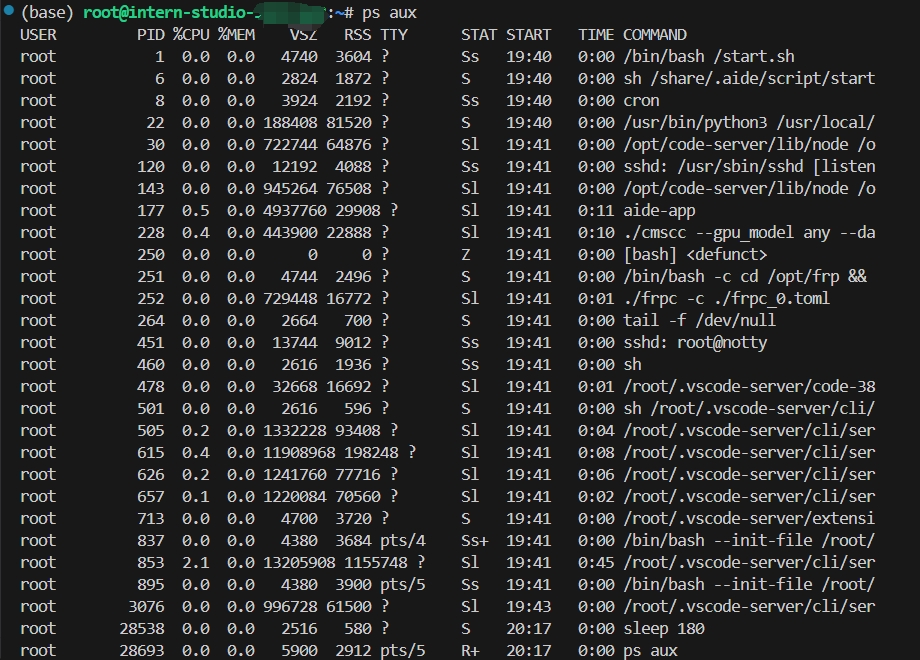 (base) root@intern-studio- :~# ps aux
USER PID %CPU %MEM VSZ RSS TTY STAT START TIME COMMAND
root 1 0.0 0.0 4740 3604 ? Ss 19:40 0:00 /bin/bash /start.sh
root 6 0.0 0.0 2824 1872 ? S 19:40 0:00 sh /share/.aide/script/start
root 8 0.0 0.0 3924 2192 ? Ss 19:40 0:00 cron
root 22 0.0 0.0 188408 81520 ? S 19:40 0:00 /usr/bin/python3 /usr/local/
root 30 0.0 0.0 722744 64876 ? Sl 19:40 0:00 /opt/code-server/lib/node /o
root 120 0.0 0.0 12192 4088 ? Ss 19:40 0:00 sshd: /usr/sbin/sshd [listen
root 143 0.0 0.0 945264 76508 ? Sl 19:40 0:00 /opt/code-server/lib/node /o
root 177 0.5 0.0 4937760 29908 ? Sl 19:41 0:11 aide-app
root 228 0.4 0.0 443900 22888 ? Sl 19:41 0:10 ./cmscc --gpu_model any --da
root 250 0.0 0.0 0 0 ? Z 19:41 0:00 [bash] <defunct>
root 251 0.0 0.0 4744 2496 ? S 19:41 0:00 /bin/bash -c cd /opt/frp &&
root 252 0.0 0.0 729448 16772 ? Sl 19:41 0:01 ./frpc -c ./frpc_0.toml
root 264 0.0 0.0 2664 700 ? S 19:41 0:00 tail -f /dev/null
root 451 0.0 0.0 13744 9012 ? Ss 19:41 0:00 sshd: root@notty
root 460 0.0 0.0 2616 1936 ? Ss 19:41 0:00 sh
root 478 0.0 0.0 32668 16692 ? Sl 19:41 0:01 /root/.vscode-server/code-38
root 501 0.0 0.0 2616 596 ? S 19:41 0:00 sh /root/.vscode-server/cli/
root 505 0.2 0.0 1332228 93408 ? Sl 19:41 0:04 /root/.vscode-server/cli/ser
root 615 0.4 0.0 11908968 198248 ? Sl 19:41 0:08 /root/.vscode-server/cli/ser
root 626 0.2 0.0 1241760 77716 ? Sl 19:41 0:06 /root/.vscode-server/cli/ser
root 657 0.1 0.0 1220084 70560 ? Sl 19:41 0:02 /root/.vscode-server/cli/ser
root 713 0.0 0.0 4700 3720 ? S 19:41 0:00 /root/.vscode-server/extensi
root 837 0.0 0.0 4380 3684 pts/4 Ss+ 19:41 0:00 /bin/bash --init-file /root/
root 853 2.1 0.0 13205908 1155748 ? Sl 19:41 0:45 /root/.vscode-server/cli/ser
root 895 0.0 0.0 4380 3900 pts/5 Ss 19:41 0:00 /bin/bash --init-file /root/
root 3076 0.0 0.0 996728 61500 ? Sl 19:43 0:00 /root/.vscode-server/cli/ser
root 28538 0.0 0.0 2516 580 ? S 20:17 0:00 sleep 180
root 28693 0.0 0.0 5900 2912 pts/5 R+ 20:17 0:00 ps aux